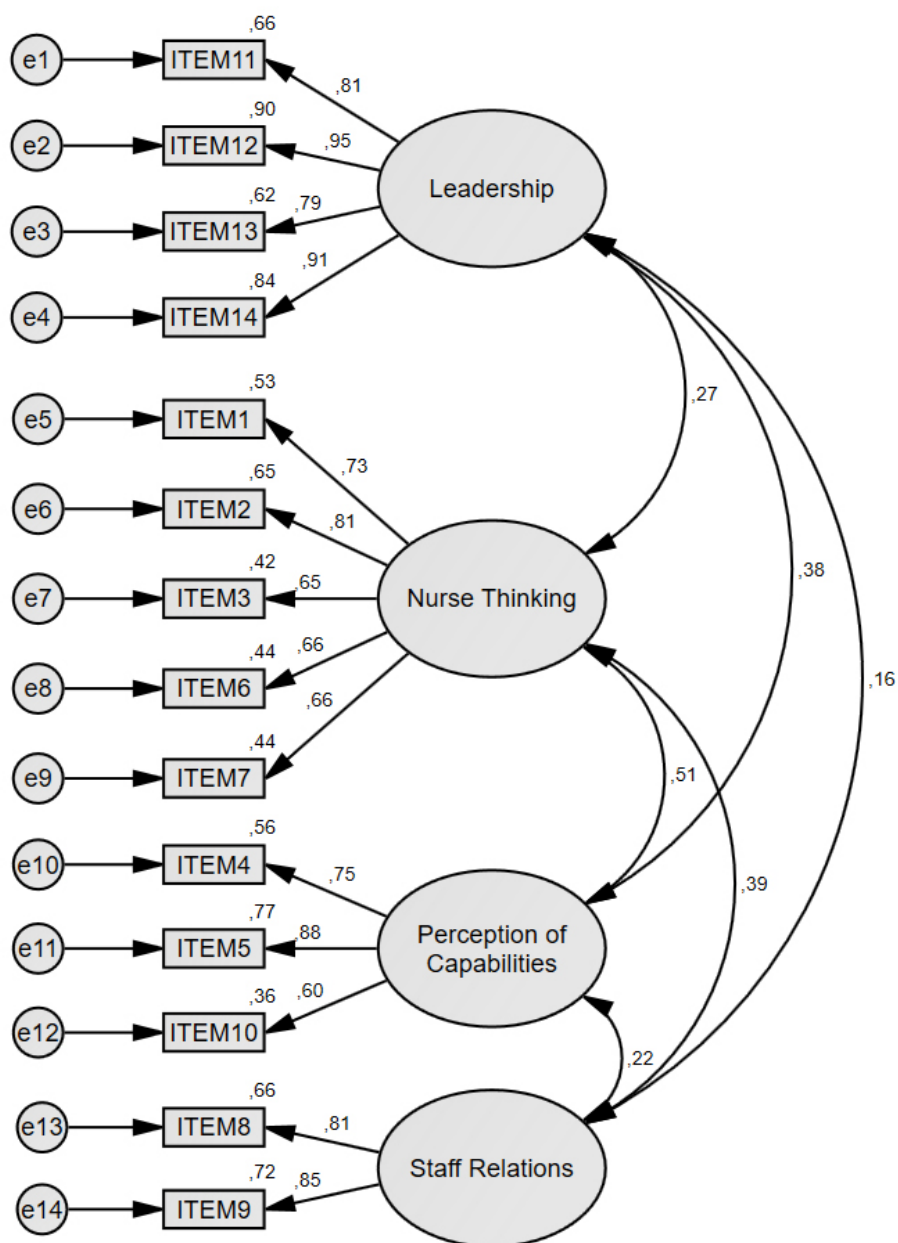 ,66
e1 ITEM11
,81
,90
e2 ITEM12
,95
Leadership
,62
e3 ITEM13
,79
,84
e4 ITEM14
,91
,53
e5 ITEM1
,27
,73
,65
e6 ITEM2
,81
,42
e7 ITEM3
,65
Nurse Thinking
,38
,44
e8 ITEM6
,66
,16
,44
e9 ITEM7
,66
,51
,56
e10 ITEM4
,75
,39
,77
e11 ITEM5
,88
Perception of
Capabilities
,36
e12 ITEM10
,60
,22
,66
e13 ITEM8
,81
,72
e14 ITEM9
,85
Staff Relations